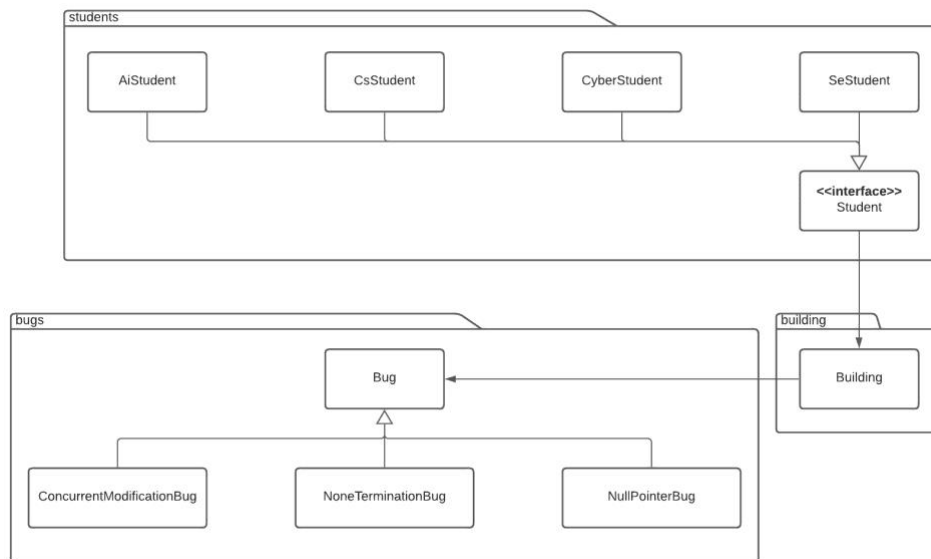 students
AiStudent
CsStudent
CyberStudent
SeStudent
<<interface>>
Student
bugs
building
Bug
Building
ConcurrentModificationBug
NoneTerminationBug
NullPointerBug